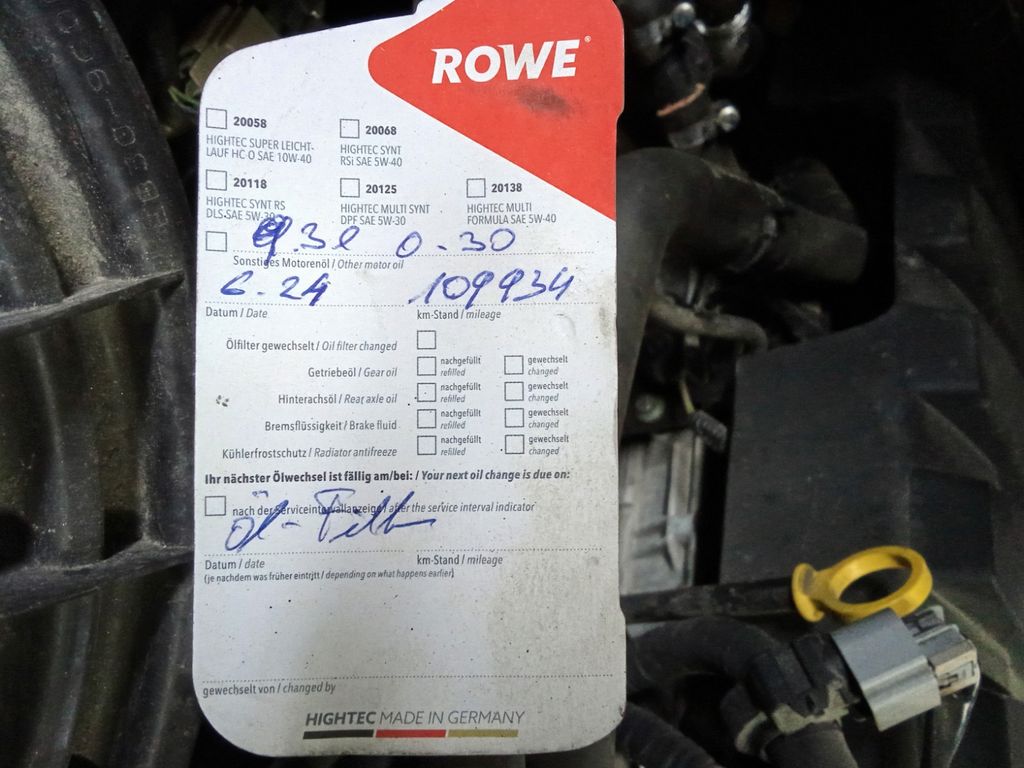 ROWE®
20058
HIGHTEC SUPER LEICHT-
LAUF HC-O SAE 10W-40
20068
HIGHTEC SYNT
RSi SAE 5W-40
20118
HIGHTEC SYNT RS
DLS SAE 5W-30
20125
HIGHTEC MULTI SYNT
DPF SAE 5W-30
20138
HIGHTEC MULTI
FORMULA SAE 5W-40
.3l 0-30
Sonstiges Motorenöl / Other motor oil
6.24 109934
Datum / Date km-Stand / mileage
Ölfilter gewechselt / Oil filter changed
Getriebeöl / Gear oil nachgefüllt refilled gewechselt changed
Hinterachsöl / Rear axle oil nachgefüllt refilled gewechselt changed
Bremsflüssigkeit / Brake fluid nachgefüllt refilled gewechselt changed
Kühlerfrostschutz / Radiator antifreeze nachgefüllt refilled gewechselt changed
Ihr nächster Ölwechsel ist fällig am/bei: / Your next oil change is due on:
nach der Serviceintervallanzeige / after the service interval indicator
Öl-Filter
Datum / date km-Stand / mileage
(je nachdem was früher eintritt / depending on what happens earlier)
gewechselt von / changed by
HIGHTEC MADE IN GERMANY